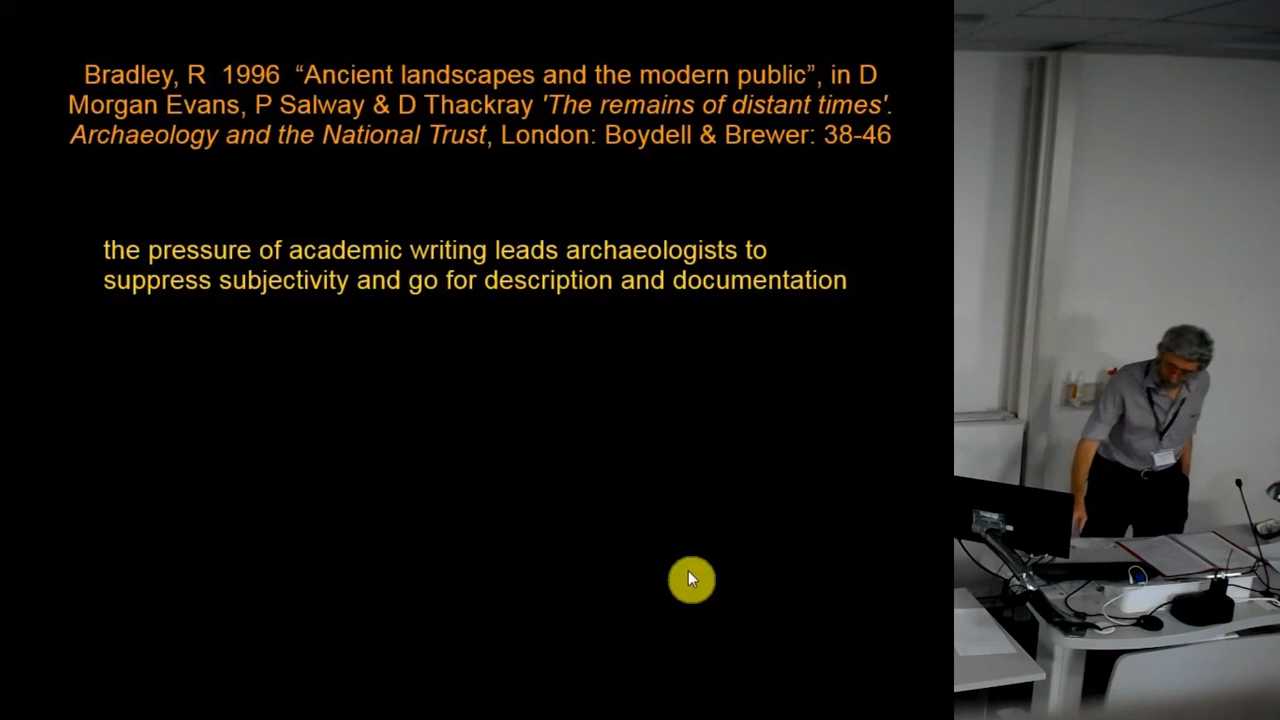 Bradley, R 1996 “Ancient landscapes and the modern public”, in D
Morgan Evans, P Salway & D Thackray 'The remains of distant times'.
Archaeology and the National Trust, London: Boydell & Brewer: 38-46
the pressure of academic writing leads archaeologists to
suppress subjectivity and go for description and documentation